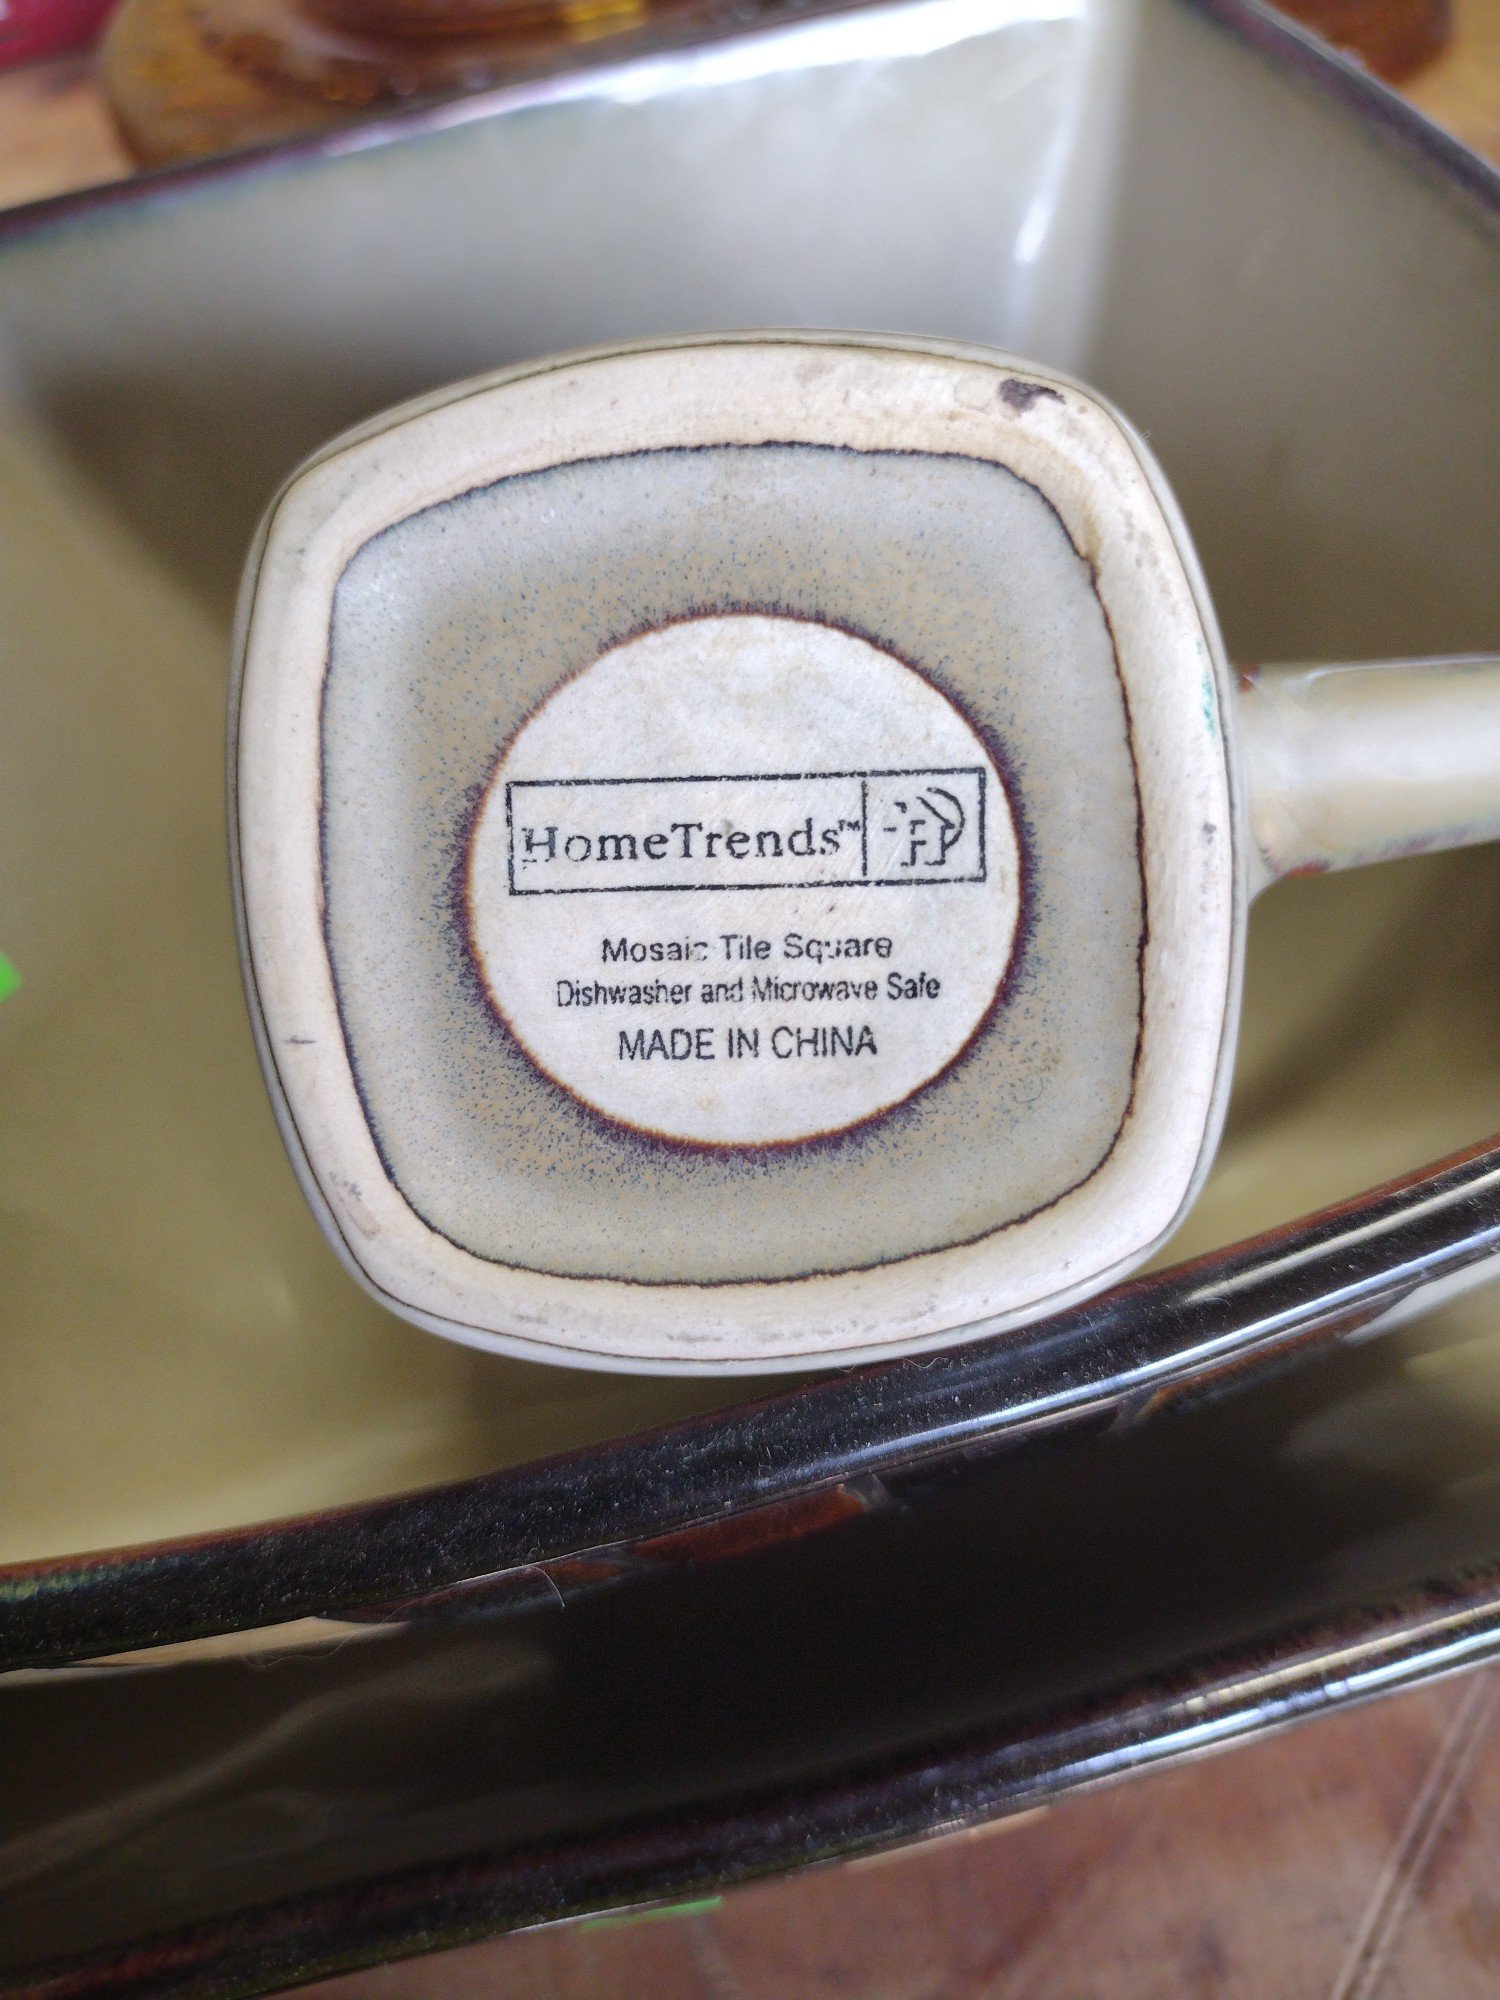 HomeTrends™
Mosaic Tile Square
Dishwasher and Microwave Safe
MADE IN CHINA